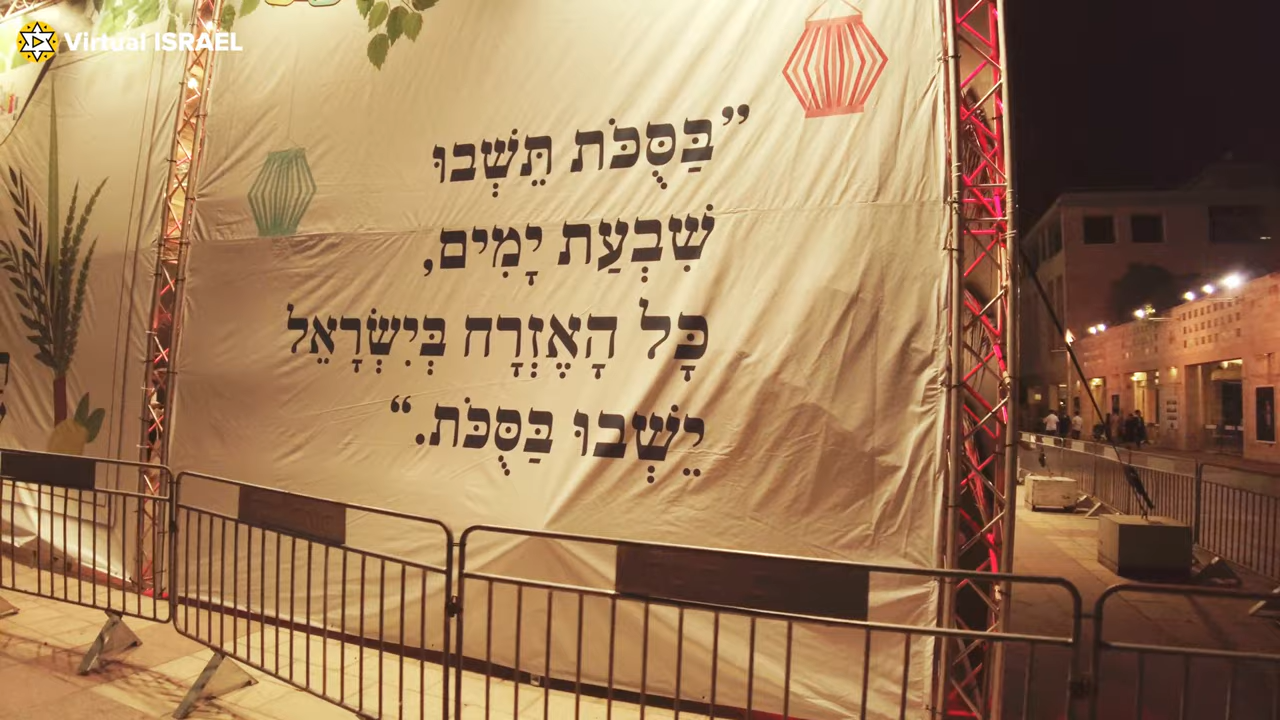 Virtual ISRAEL
”בַּסֻּכֹּת תֵּשְׁבוּ
שִׁבְעַת יָמִים,
כָּל הָאֶזְרָח בְּיִשְׂרָאֵל
יֵשְׁבוּ בַּסֻּכֹּת.“